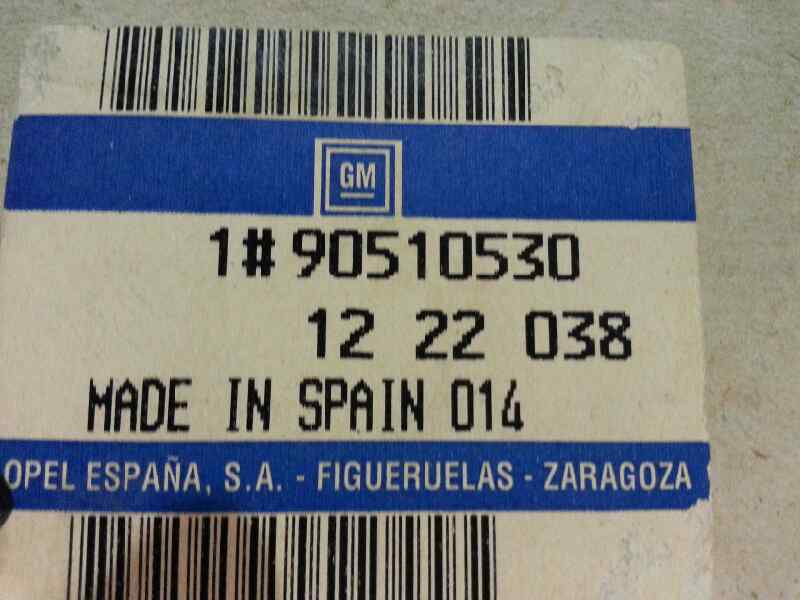 GM
1# 90510530
12 22 038
MADE IN SPAIN 014
OPEL ESPAÑA, S.A. - FIGUERUELAS - ZARAGOZA